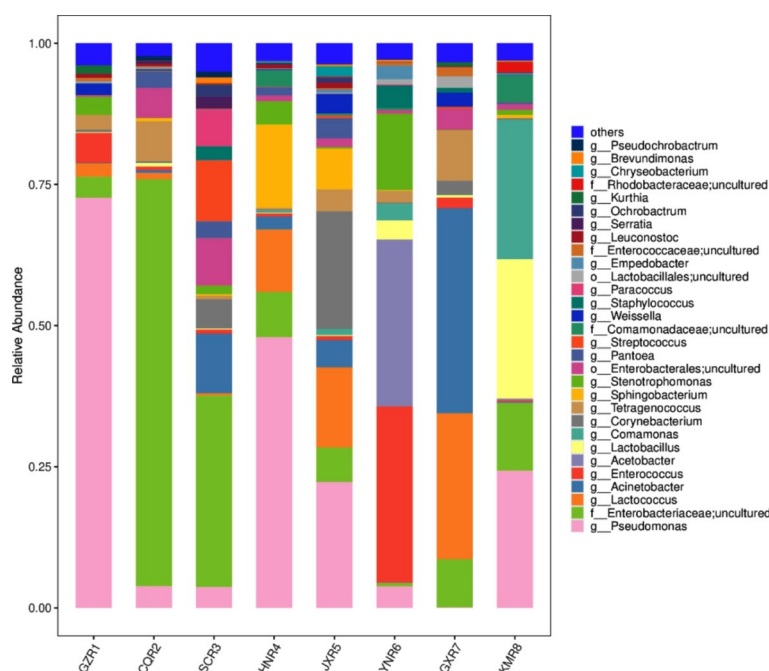 1.00
0.75
0.50
0.25
0.00
Relative Abundance
others
g__Pseudochrobactrum
g__Brevundimonas
g__Chryseobacterium
f__Rhodobacteraceae;uncultured
g__Kurthia
g__Ochrobactrum
g__Serratia
g__Leuconostoc
f__Enterococcaceae;uncultured
g__Empedobacter
o__Lactobacillales;uncultured
g__Paracoccus
g__Staphylococcus
g__Weissella
f__Comamonadaceae;uncultured
g__Streptococcus
g__Pantoea
o__Enterobacterales;uncultured
g__Stenotrophomonas
g__Sphingobacterium
g__Tetragenococcus
g__Corynebacterium
g__Comamonas
g__Lactobacillus
g__Acetobacter
g__Enterococcus
g__Acinetobacter
g__Lactococcus
f__Enterobacteriaceae;uncultured
g__Pseudomonas
GZR1
CQR2
SCR3
HNR4
JXR5
YNR6
GXR7
XMR8